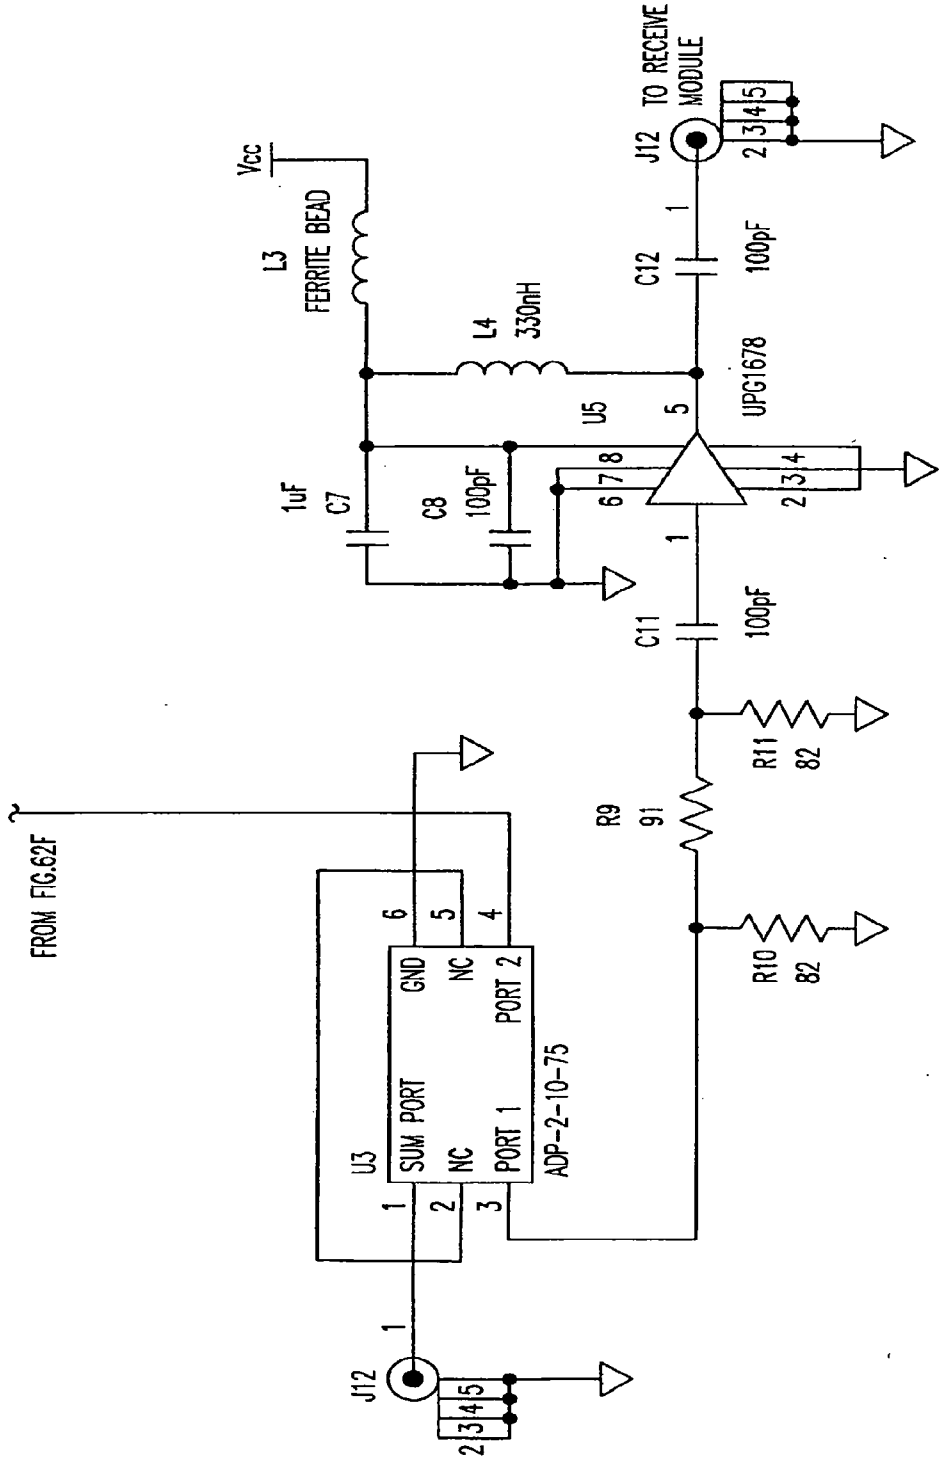 FROM FIG.62F
J12
1
2 3 4 5
U3
1
2
3
SUM PORT
NC
PORT 1
GND
NC
PORT 2
6
5
4
ADP-2-10-75
R10
82
R9
91
R11
82
C11
100pF
1uF
C7
C8
100pF
1
6 7 8
2 3 4
U5
5
UPG1678
L4
330nH
L3
FERRITE BEAD
Vcc
C12
100pF
1
J12
2 3 4 5
TO RECEIVE
MODULE